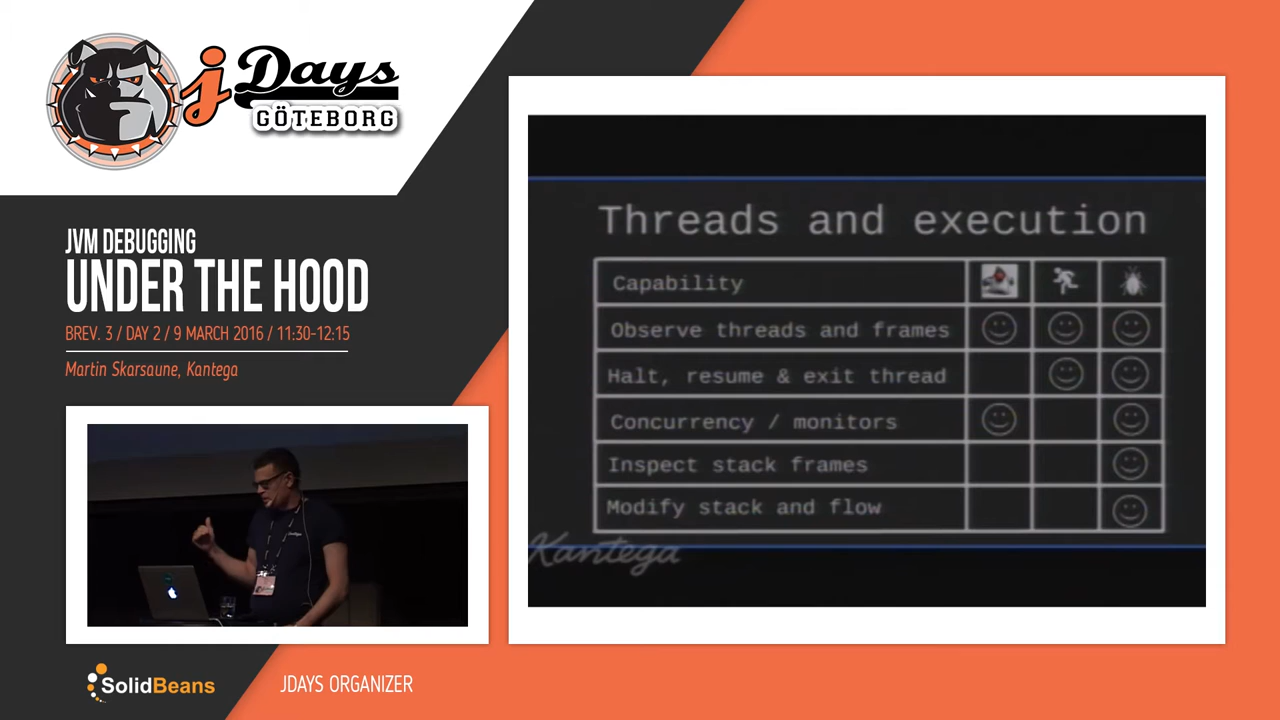 jDays
GÖTEBORG
JVM DEBUGGING
UNDER THE HOOD
BREV. 3 / DAY 2 / 9 MARCH 2016 / 11:30-12:15
Martin Skarsaune, Kantega
Threads and execution
Capability
Observe threads and frames
Halt, resume & exit thread
Concurrency / monitors
Inspect stack frames
Modify stack and flow
Kantega
SolidBeans
JDAYS ORGANIZER